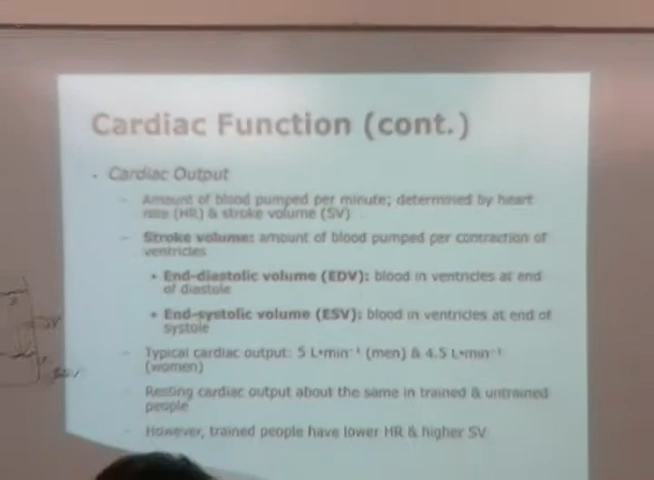 Cardiac Function (cont.)
• Cardiac Output
– Amount of blood pumped per minute; determined by heart
rate (HR) & stroke volume (SV)
– Stroke volume: amount of blood pumped per contraction of
ventricles
• End-diastolic volume (EDV): blood in ventricles at end
of diastole
• End-systolic volume (ESV): blood in ventricles at end of
systole
– Typical cardiac output: 5 L•min⁻¹ (men) & 4.5 L•min⁻¹
(women)
– Resting cardiac output about the same in trained & untrained
people
– However, trained people have lower HR & higher SV